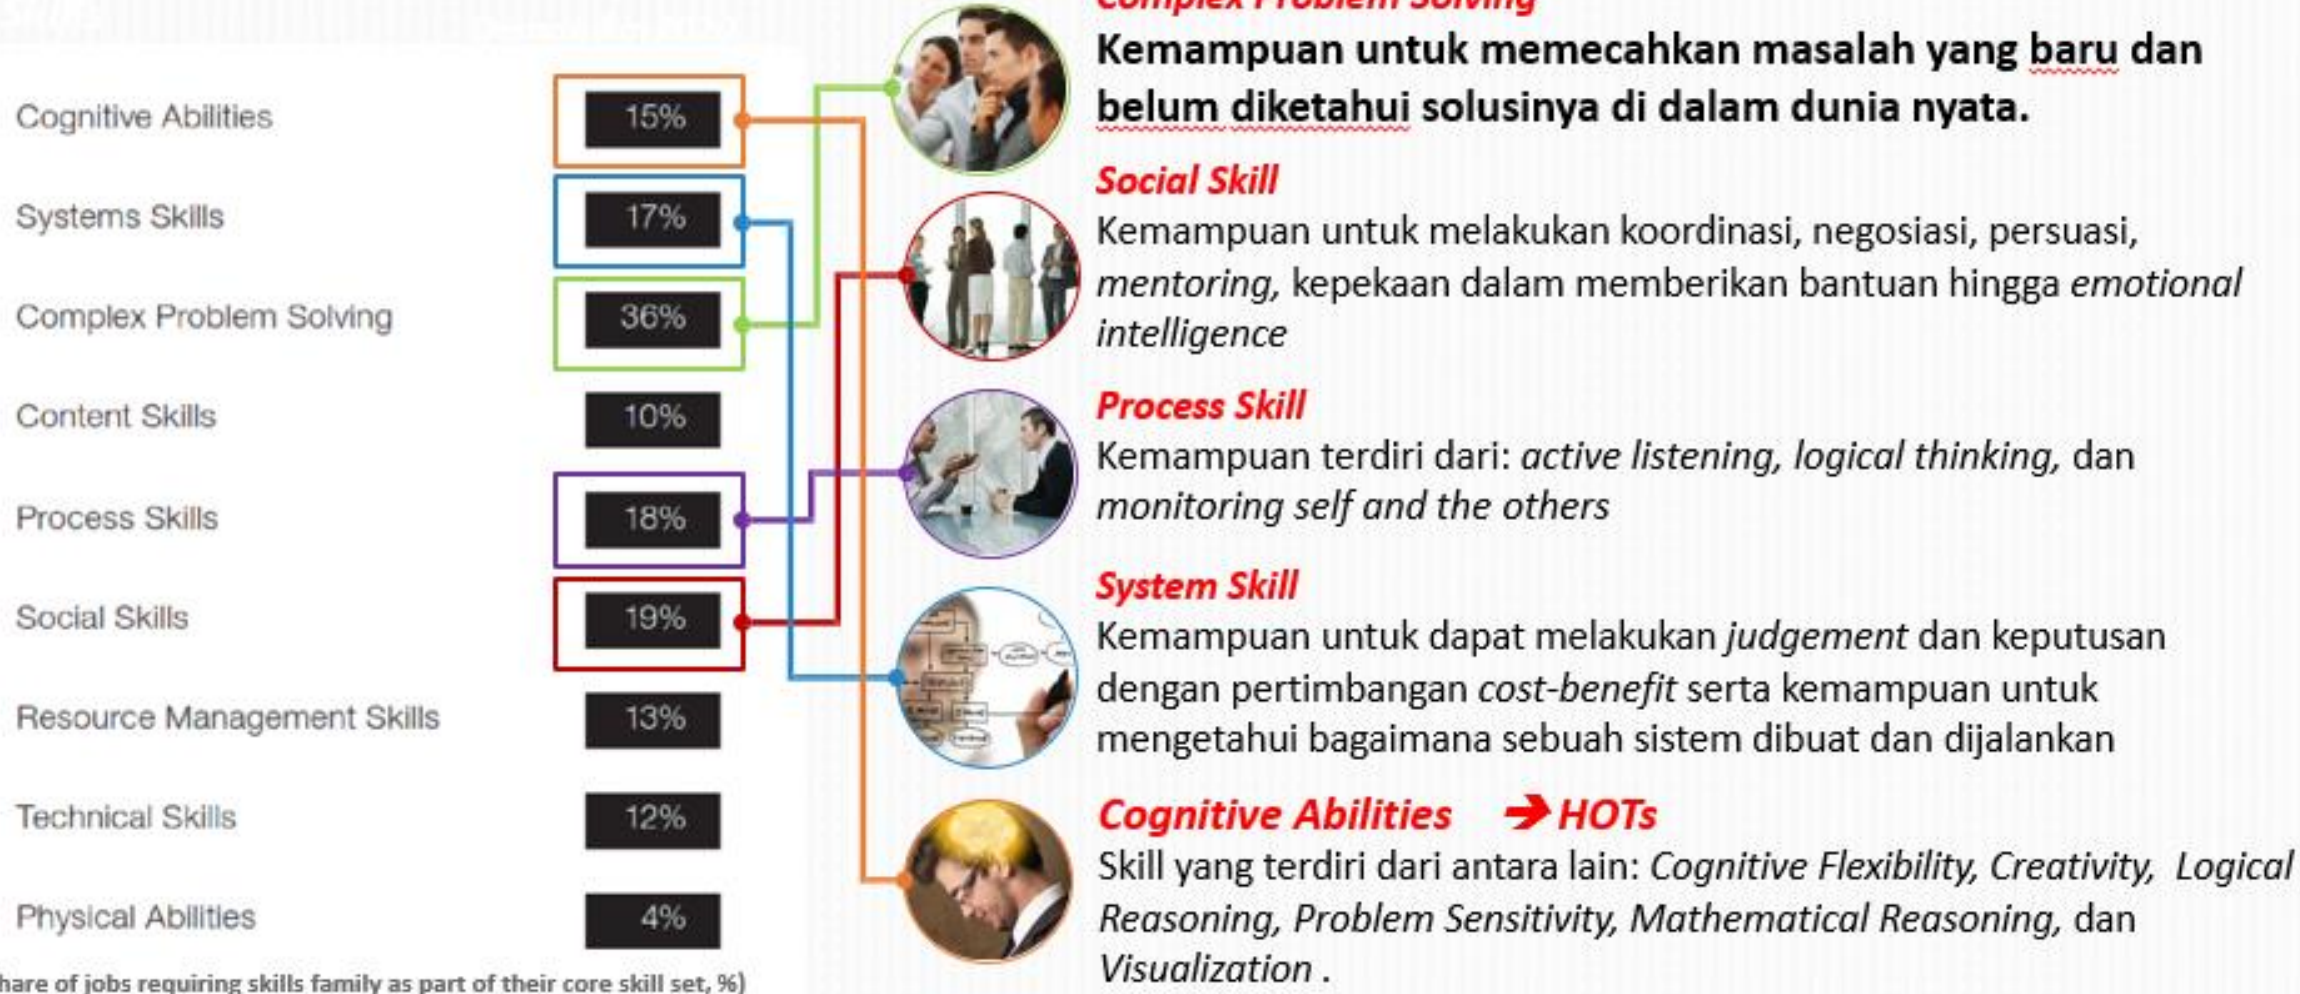 Cognitive Abilities 15%
Systems Skills 17%
Complex Problem Solving 36%
Content Skills 10%
Process Skills 18%
Social Skills 19%
Resource Management Skills 13%
Technical Skills 12%
Physical Abilities 4%
hare of jobs requiring skills family as part of their core skill set, %)
Complex Problem Solving
Kemampuan untuk memecahkan masalah yang baru dan
belum diketahui solusinya di dalam dunia nyata.
Social Skill
Kemampuan untuk melakukan koordinasi, negosiasi, persuasi,
mentoring, kepekaan dalam memberikan bantuan hingga emotional
intelligence
Process Skill
Kemampuan terdiri dari: active listening, logical thinking, dan
monitoring self and the others
System Skill
Kemampuan untuk dapat melakukan judgement dan keputusan
dengan pertimbangan cost-benefit serta kemampuan untuk
mengetahui bagaimana sebuah sistem dibuat dan dijalankan
Cognitive Abilities ➔ HOTs
Skill yang terdiri dari antara lain: Cognitive Flexibility, Creativity, Logical
Reasoning, Problem Sensitivity, Mathematical Reasoning, dan
Visualization .